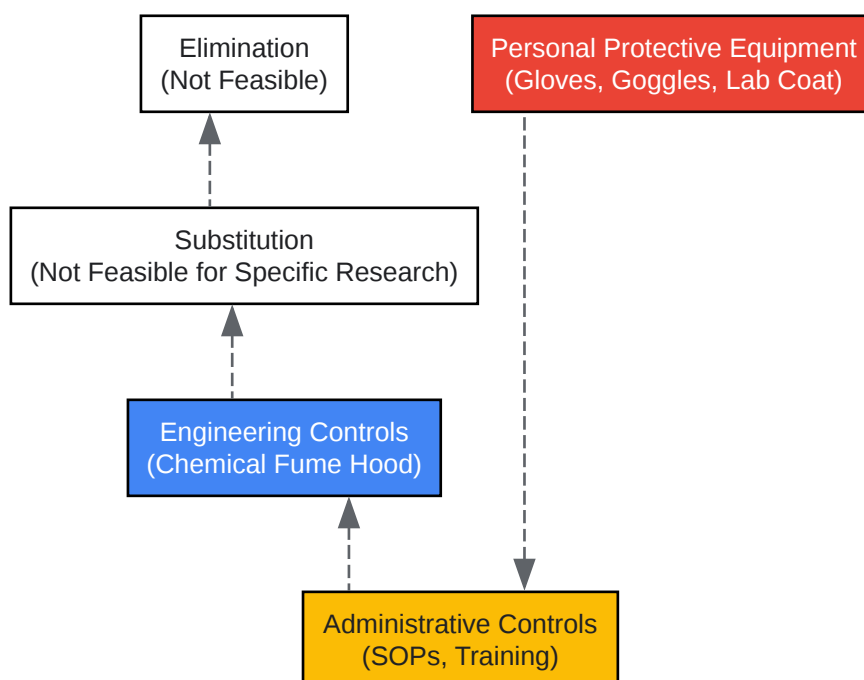 Elimination
(Not Feasible)
Personal Protective Equipment
(Gloves, Goggles, Lab Coat)
Substitution
(Not Feasible for Specific Research)
Engineering Controls
(Chemical Fume Hood)
Administrative Controls
(SOPs, Training)